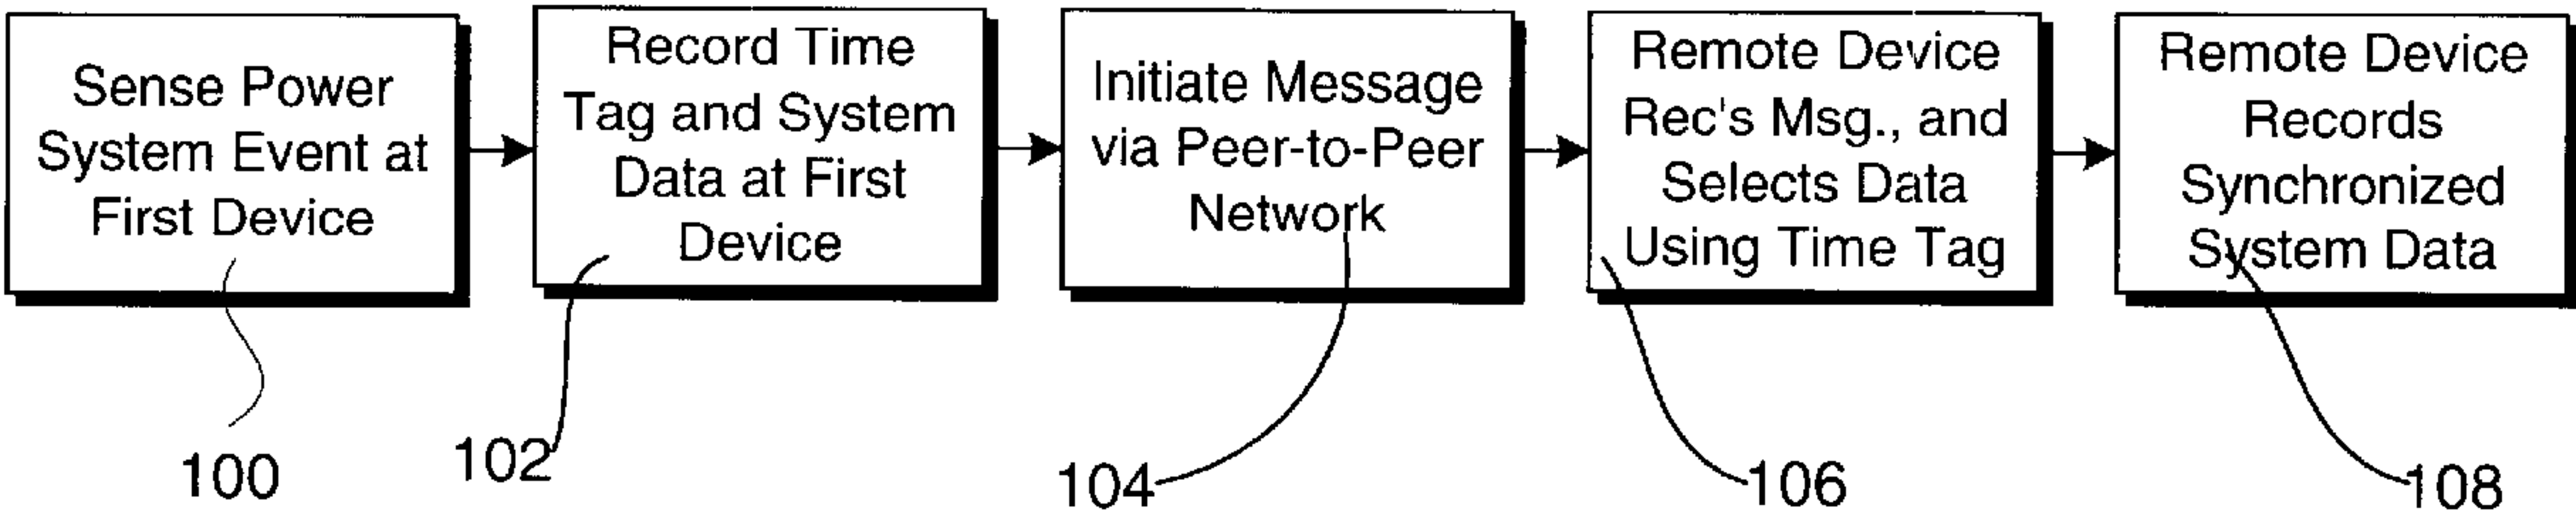 Sense Power
System Event at
First Device
Record Time
Tag and System
Data at First
Device
Initiate Message
via Peer-to-Peer
Network
Remote Device
Rec's Msg., and
Selects Data
Using Time Tag
Remote Device
Records
Synchronized
System Data
100
102
104
106
108